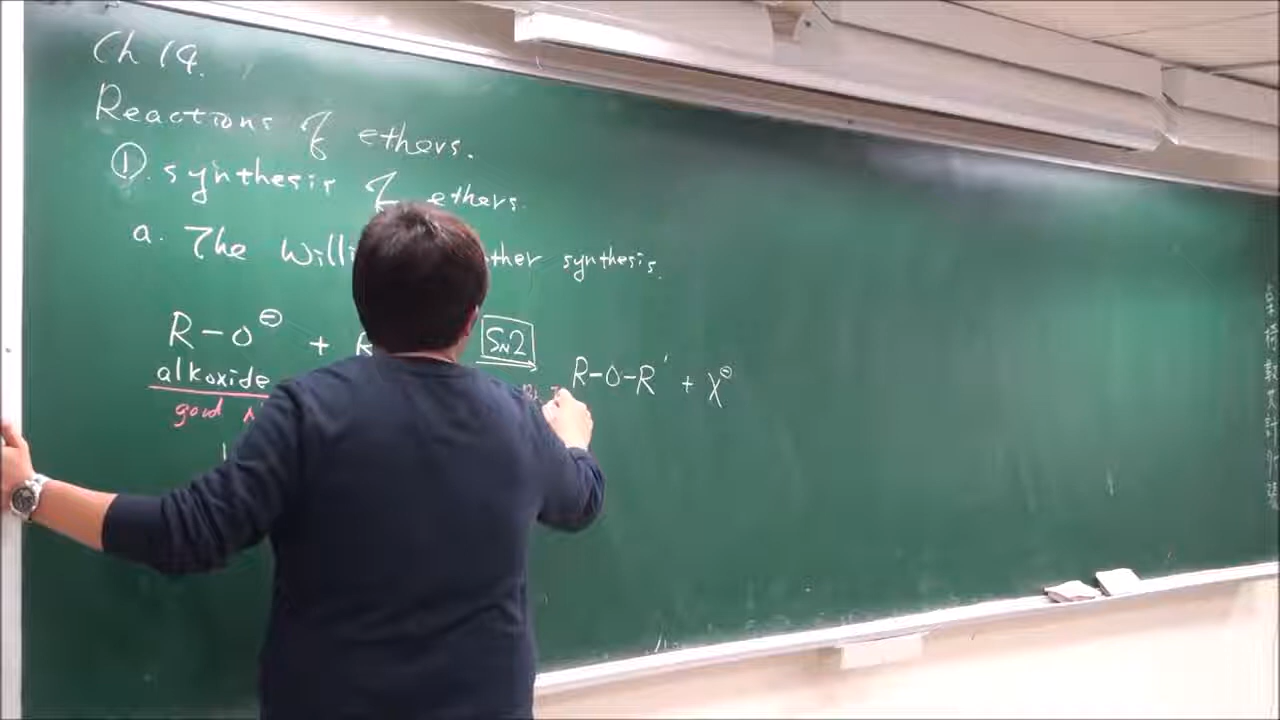 Ch 14.
Reactions of ethers.
① synthesis of ethers.
a. The Willi ther synthesis.
R-O⊖ + R SN2 R-O-R' + X⊖
alkoxide
good